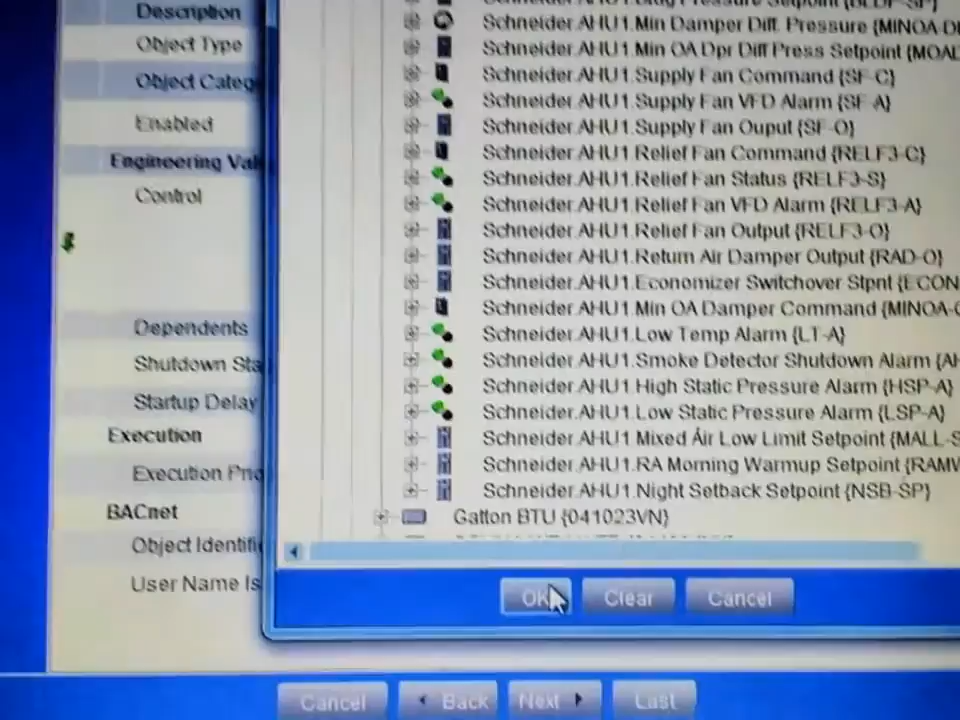 Description
Object Type
Object Categ
Enabled
Engineering Val
Control
Dependents
Shutdown Sta
Startup Delay
Execution
Execution Prio
BACnet
Object Identifi
User Name Is
Schneider.AHU1.Min Damper Diff. Pressure {MINOA-D
Schneider.AHU1.Min OA Dpr Diff Press Setpoint {MOAD
Schneider.AHU1.Supply Fan Command {SF-C}
Schneider.AHU1.Supply Fan VFD Alarm {SF-A}
Schneider.AHU1.Supply Fan Ouput {SF-O}
Schneider.AHU1.Relief Fan Command {RELF3-C}
Schneider.AHU1.Relief Fan Status {RELF3-S}
Schneider.AHU1.Relief Fan VFD Alarm {RELF3-A}
Schneider.AHU1.Relief Fan Output {RELF3-O}
Schneider.AHU1.Return Air Damper Output {RAD-O}
Schneider.AHU1.Economizer Switchover Stpnt {ECON
Schneider.AHU1.Min OA Damper Command {MINOA-C
Schneider.AHU1.Low Temp Alarm {LT-A}
Schneider.AHU1.Smoke Detector Shutdown Alarm {AH
Schneider.AHU1.High Static Pressure Alarm {HSP-A}
Schneider.AHU1.Low Static Pressure Alarm {LSP-A}
Schneider.AHU1.Mixed Air Low Limit Setpoint {MALL-S
Schneider.AHU1.RA Morning Warmup Setpoint {RAMW
Schneider.AHU1.Night Setback Setpoint {NSB-SP}
Gatton BTU {041023VN}
OK Clear Cancel
Cancel Back Next Last